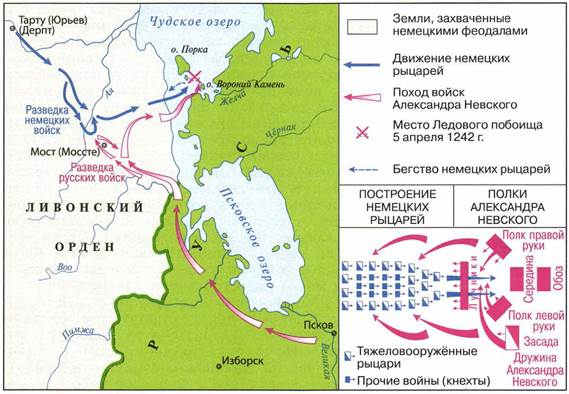 Тарту (Юрьев)
(Дерпт)
Чудское озеро
о. Порка
о. Вороний Камень
Желча
Ая
Разведка
немецких
войск
Чёрная
Мост (Моссте)
Разведка
русских войск
ЛИВОНСКИЙ
ОРДЕН
Воо
Псковское
озеро
Пимжа
Псков
Изборск
Великая
Р У С Ь
Земли, захваченные
немецкими феодалами
Движение немецких
рыцарей
Поход войск
Александра Невского
Место Ледового побоища
5 апреля 1242 г.
Бегство немецких рыцарей
ПОСТРОЕНИЕ
НЕМЕЦКИХ
РЫЦАРЕЙ
ПОЛКИ
АЛЕКСАНДРА
НЕВСКОГО
Полк правой
руки
Лучники
Середина
Обоз
Полк левой
руки
Засада
Дружина
Александра
Невского
Тяжеловооружённые
рыцари
Прочие войны (кнехты)